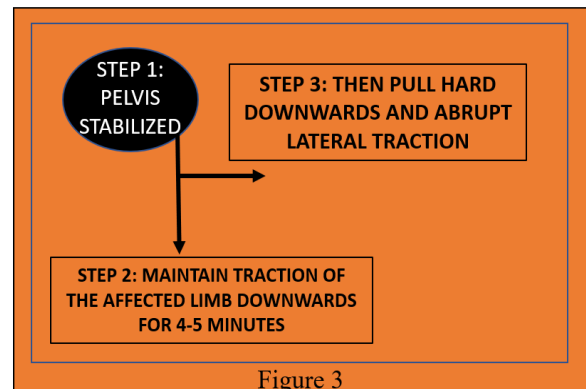 STEP 1:
PELVIS
STABILIZED
STEP 3: THEN PULL HARD
DOWNWARDS AND ABRUPT
LATERAL TRACTION
STEP 2: MAINTAIN TRACTION OF
THE AFFECTED LIMB DOWNWARDS
FOR 4-5 MINUTES
Figure 3